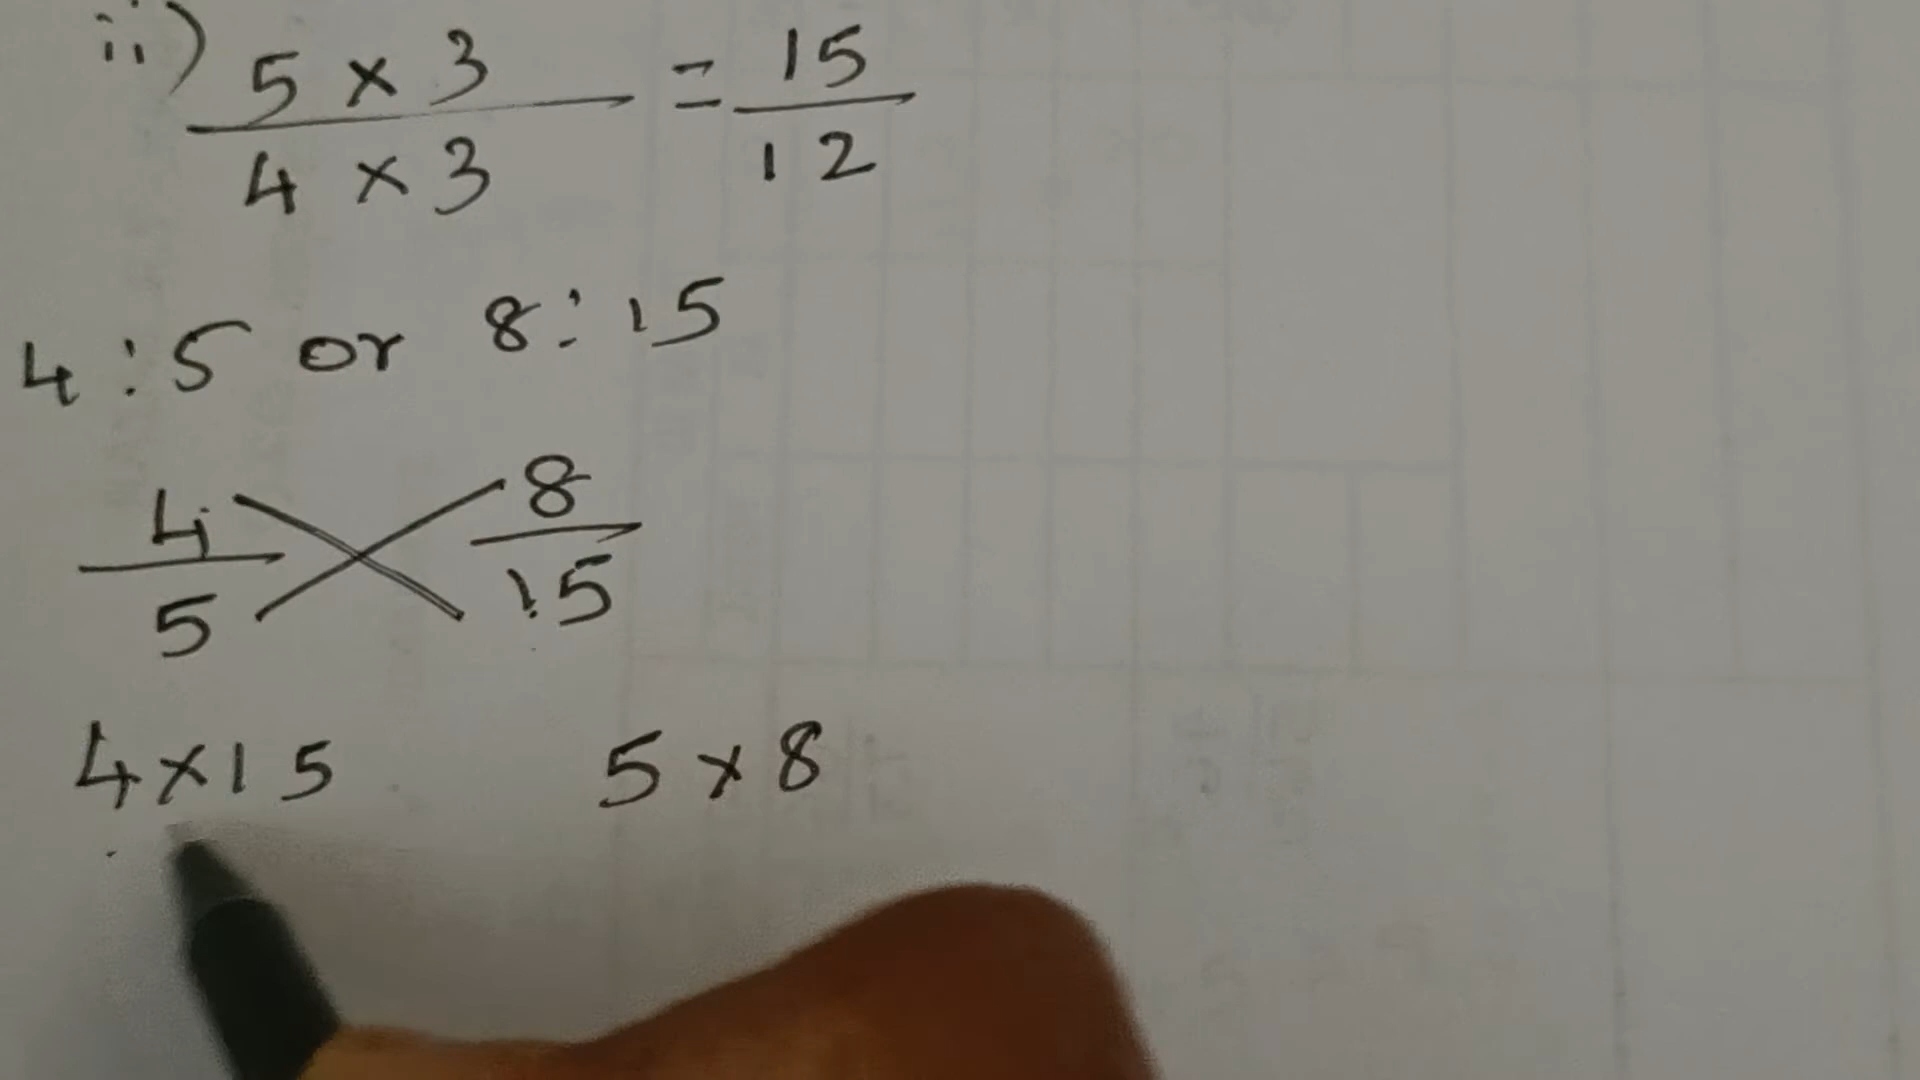 ii) 5 × 3 / 4 × 3 = 15 / 12
4 : 5 or 8 : 15
4 / 5 8 / 15
4 × 15 5 × 8